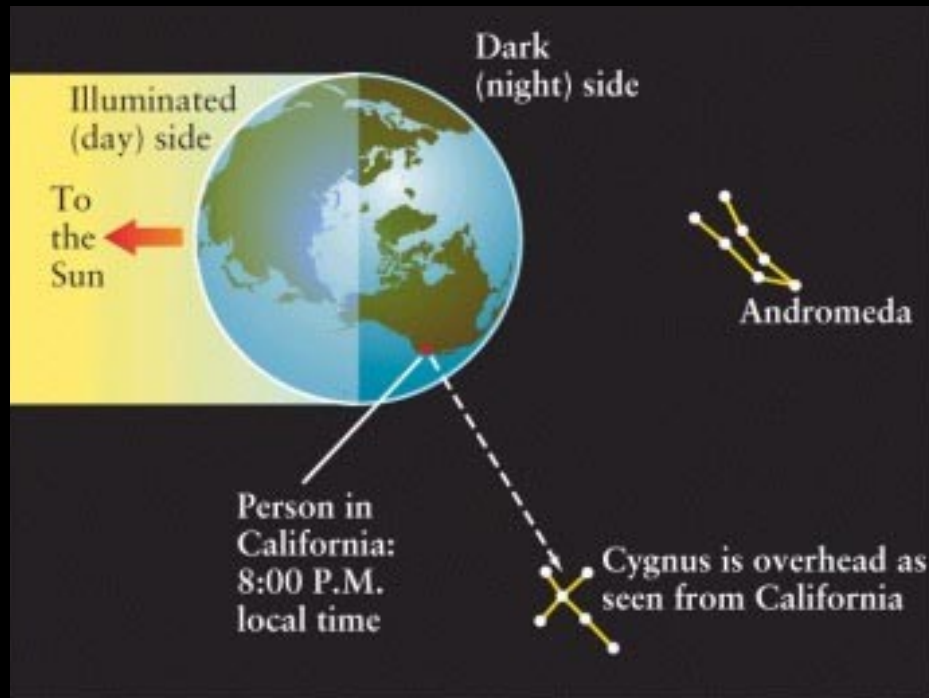 Dark
(night) side
Illuminated
(day) side
To
the
Sun
Andromeda
Person in
California:
8:00 P.M.
local time
Cygnus is overhead as
seen from California